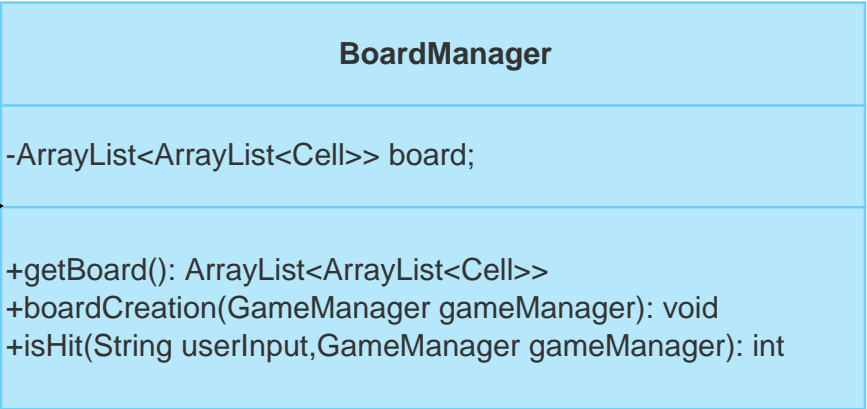 BoardManager
-ArrayList<ArrayList<Cell>> board;
+getBoard(): ArrayList<ArrayList<Cell>>
+boardCreation(GameManager gameManager): void
+isHit(String userInput,GameManager gameManager): int